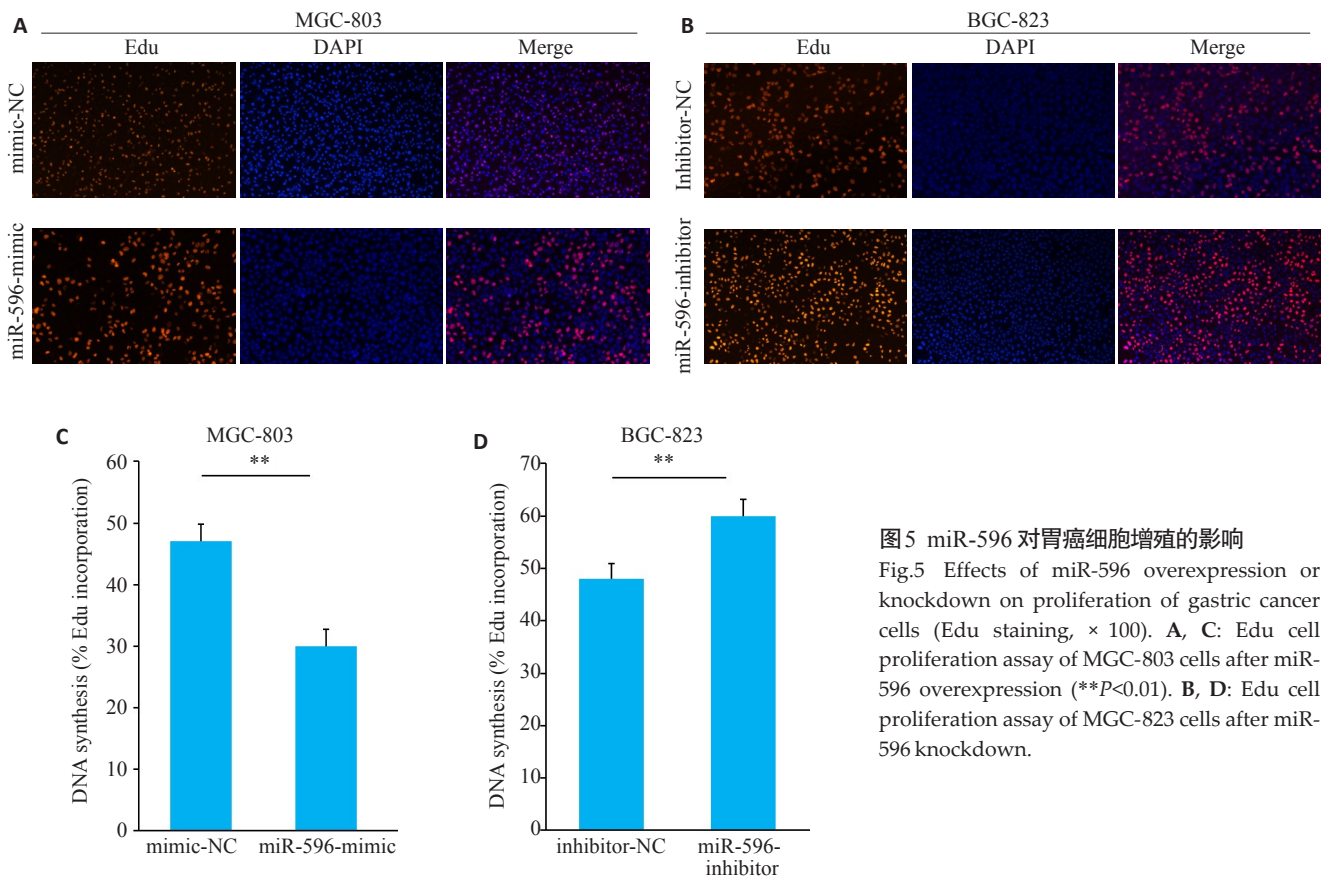 A
MGC-803
Edu DAPI Merge
mimic-NC
miR-596-mimic
B
BGC-823
Edu DAPI Merge
Inhibitor-NC
miR-596-inhibitor
C
MGC-803
**
DNA synthesis (% Edu incorporation)
60
50
40
30
20
10
0
mimic-NC miR-596-mimic
D
BGC-823
**
DNA synthesis (% Edu incorporation)
70
60
50
40
30
20
10
0
inhibitor-NC miR-596-
inhibitor
图5 miR-596 对胃癌细胞增殖的影响
Fig.5 Effects of miR-596 overexpression or
knockdown on proliferation of gastric cancer
cells (Edu staining, × 100). A, C: Edu cell
proliferation assay of MGC-803 cells after miR-
596 overexpression (**P<0.01). B, D: Edu cell
proliferation assay of MGC-823 cells after miR-
596 knockdown.